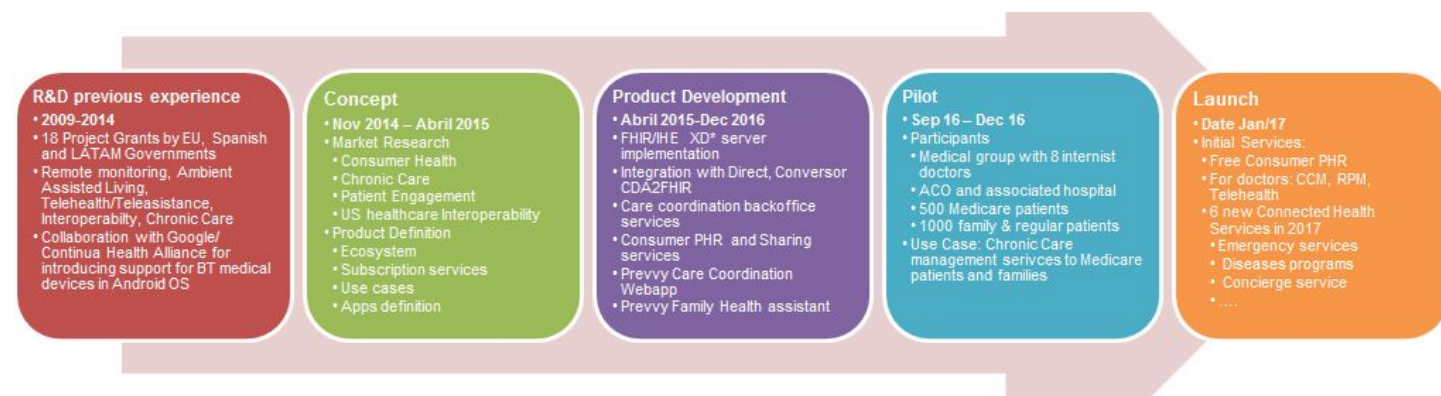 R&D previous experience
• 2009-2014
• 18 Project Grants by EU, Spanish
and LATAM Governments
• Remote monitoring, Ambient
Assisted Living,
Telehealth/Teleasistance,
Interoperabilty, Chronic Care
• Collaboration with Google/
Continua Health Alliance for
introducing support for BT medical
devices in Android OS
Concept
• Nov 2014 – Abril 2015
• Market Research
• Consumer Health
• Chronic Care
• Patient Engagement
• US healthcare Interoperability
• Product Definition
• Ecosystem
• Subscription services
• Use cases
• Apps definition
Product Development
• Abril 2015-Dec 2016
• FHIR/IHE XD* server
implementation
• Integration with Direct, Conversor
CDA2FHIR
• Care coordination backoffice
services
• Consumer PHR and Sharing
services
• Prevvy Care Coordination
Webapp
• Prevvy Family Health assistant
Pilot
• Sep 16 – Dec 16
• Participants
• Medical group with 8 internist
doctors
• ACO and associated hospital
• 500 Medicare patients
• 1000 family & regular patients
• Use Case: Chronic Care
management serivces to Medicare
patients and families
Launch
• Date Jan/17
• Initial Services:
• Free Consumer PHR
• For doctors: CCM, RPM,
Telehealth
• 6 new Connected Health
Services in 2017
• Emergency services
• Diseases programs
• Concierge service
• ....